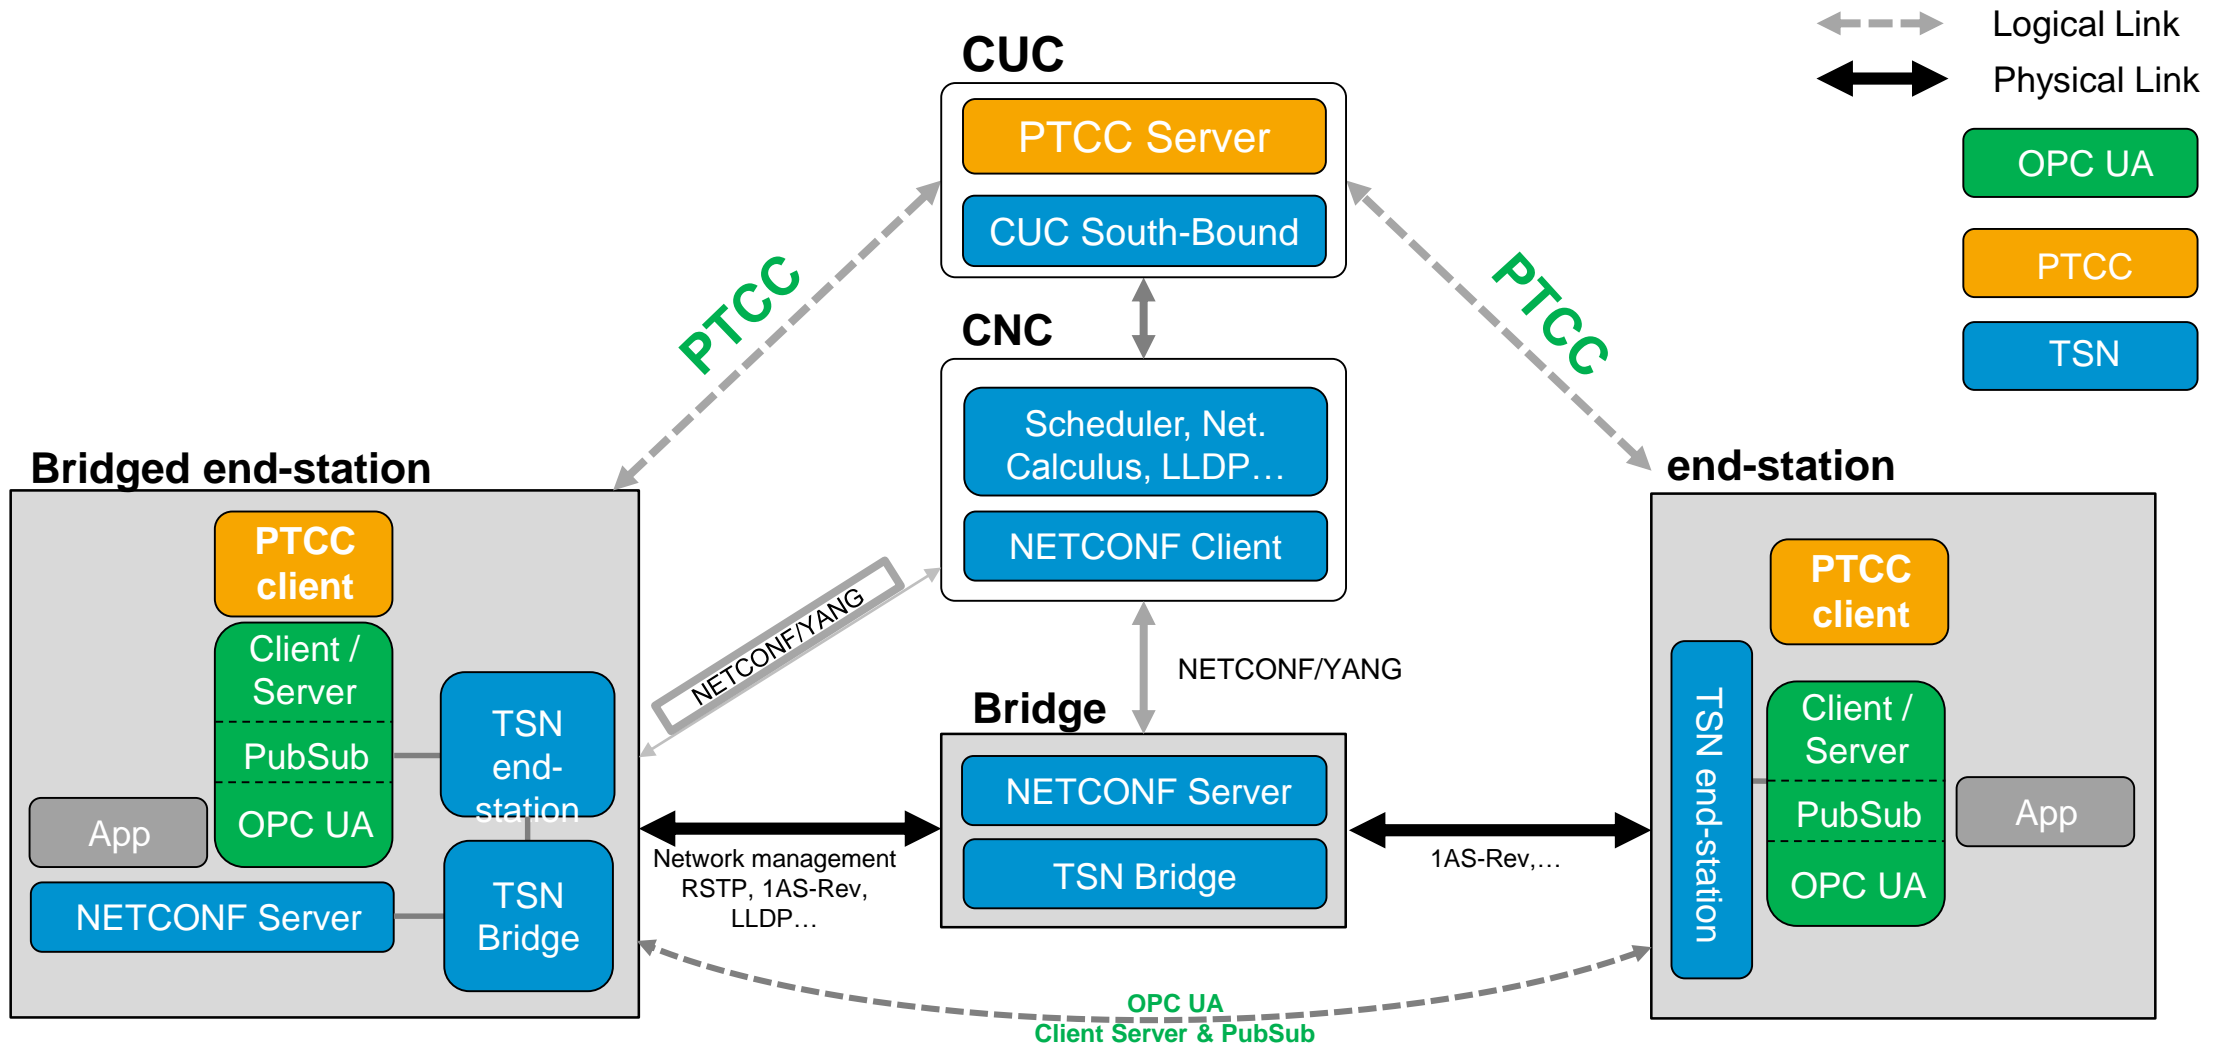 Logical Link
Physical Link
OPC UA
PTCC
TSN
CUC
PTCC Server
CUC South-Bound
PTCC
PTCC
CNC
Scheduler, Net.
Calculus, LLDP…
NETCONF Client
NETCONF/YANG
NETCONF/YANG
Bridged end-station
PTCC
client
Client /
Server
PubSub
OPC UA
App
NETCONF Server
TSN
end-
station
TSN
Bridge
Network management
RSTP, 1AS-Rev,
LLDP…
Bridge
NETCONF Server
TSN Bridge
1AS-Rev,…
end-station
PTCC
client
TSN end-station
Client /
Server
PubSub
OPC UA
App
OPC UA
Client Server & PubSub